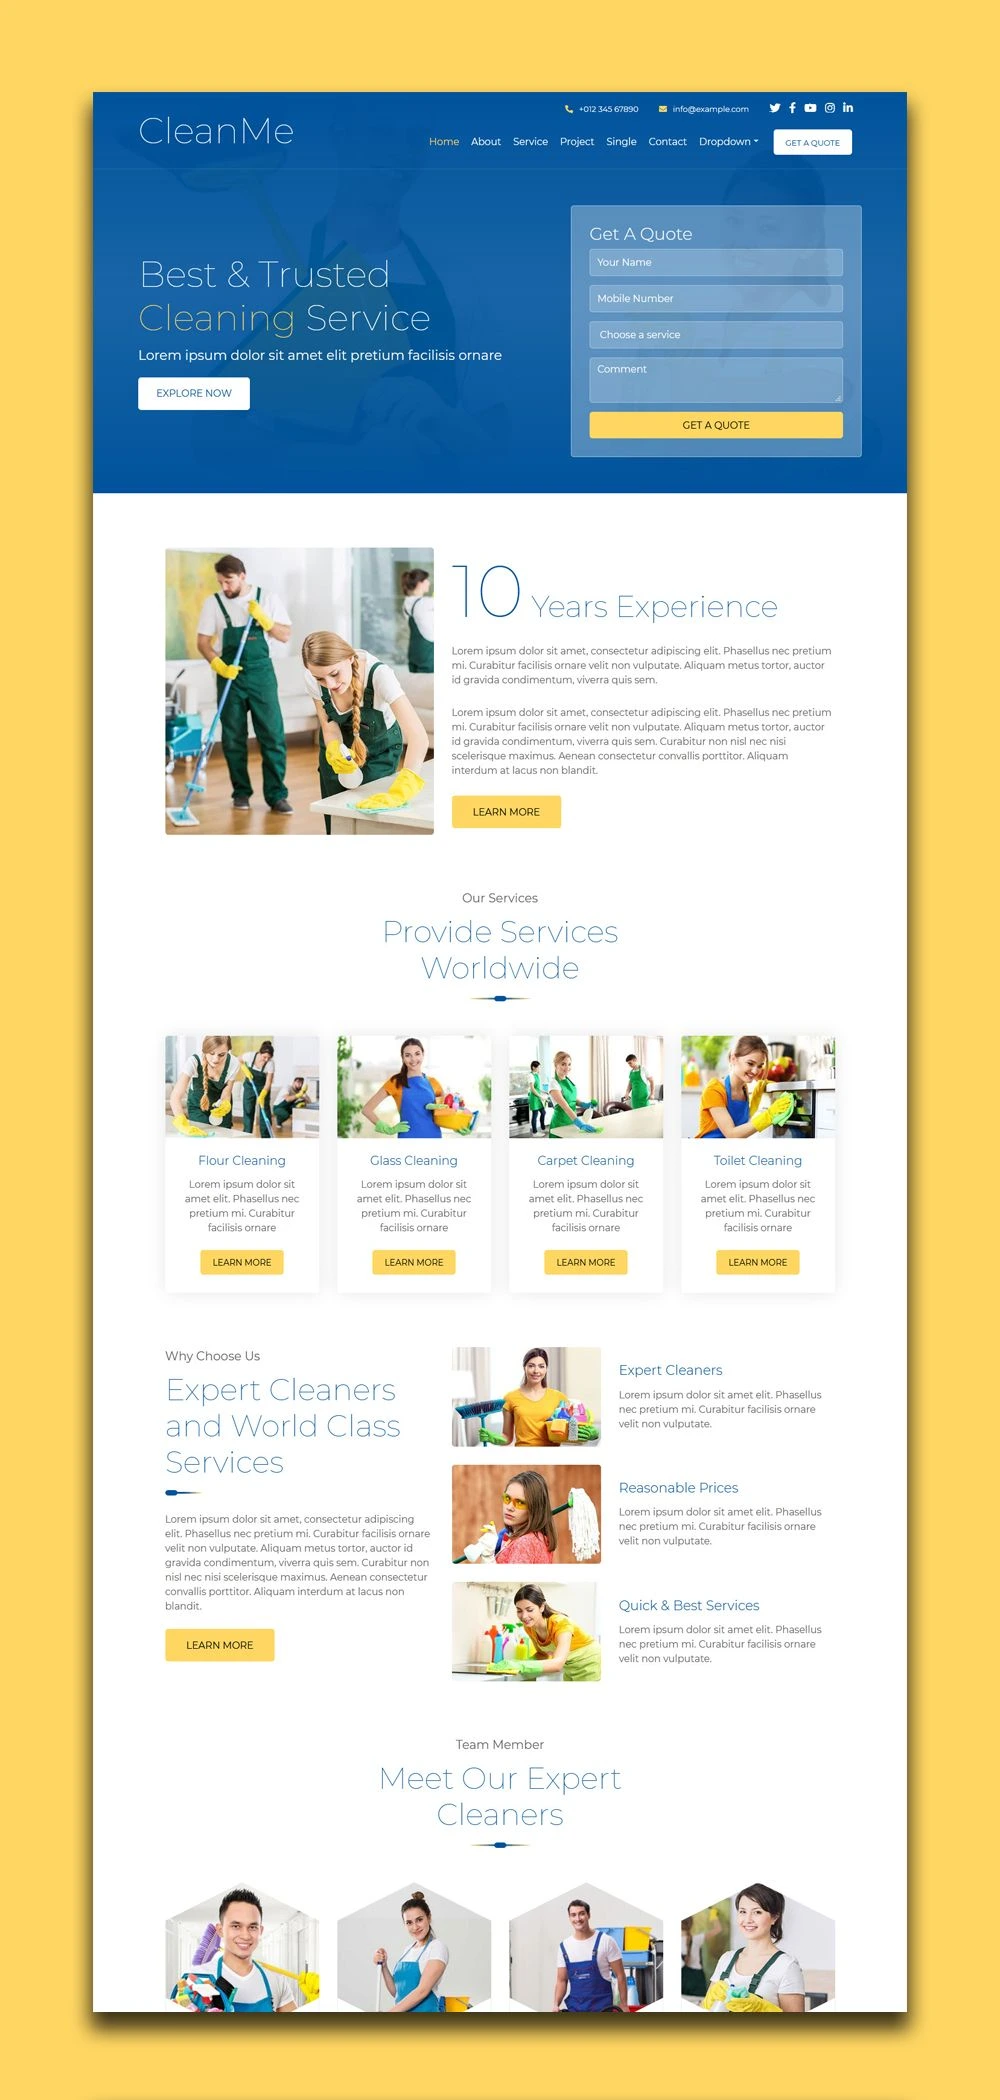 +012 345 67890 info@example.com
CleanMe
Home About Service Project Single Contact Dropdown GET A QUOTE
Best & Trusted
Cleaning Service
Lorem ipsum dolor sit amet elit pretium facilisis ornare
EXPLORE NOW
Get A Quote
Your Name
Mobile Number
Choose a service
Comment
GET A QUOTE
10 Years Experience
Lorem ipsum dolor sit amet, consectetur adipiscing elit. Phasellus nec pretium
mi. Curabitur facilisis ornare velit non vulputate. Aliquam metus tortor, auctor
id gravida condimentum, viverra quis sem.
Lorem ipsum dolor sit amet, consectetur adipiscing elit. Phasellus nec pretium
mi. Curabitur facilisis ornare velit non vulputate. Aliquam metus tortor, auctor
id gravida condimentum, viverra quis sem. Curabitur non nisl nec nisi
scelerisque maximus. Aenean consectetur convallis porttitor. Aliquam
interdum at lacus non blandit.
LEARN MORE
Our Services
Provide Services
Worldwide
Flour Cleaning
Lorem ipsum dolor sit
amet elit. Phasellus nec
pretium mi. Curabitur
facilisis ornare
LEARN MORE
Glass Cleaning
Lorem ipsum dolor sit
amet elit. Phasellus nec
pretium mi. Curabitur
facilisis ornare
LEARN MORE
Carpet Cleaning
Lorem ipsum dolor sit
amet elit. Phasellus nec
pretium mi. Curabitur
facilisis ornare
LEARN MORE
Toilet Cleaning
Lorem ipsum dolor sit
amet elit. Phasellus nec
pretium mi. Curabitur
facilisis ornare
LEARN MORE
Why Choose Us
Expert Cleaners
and World Class
Services
Lorem ipsum dolor sit amet, consectetur adipiscing
elit. Phasellus nec pretium mi. Curabitur facilisis ornare
velit non vulputate. Aliquam metus tortor, auctor id
gravida condimentum, viverra quis sem. Curabitur non
nisl nec nisi scelerisque maximus. Aenean consectetur
convallis porttitor. Aliquam interdum at lacus non
blandit.
LEARN MORE
Expert Cleaners
Lorem ipsum dolor sit amet elit. Phasellus
nec pretium mi. Curabitur facilisis ornare
velit non vulputate.
Reasonable Prices
Lorem ipsum dolor sit amet elit. Phasellus
nec pretium mi. Curabitur facilisis ornare
velit non vulputate.
Quick & Best Services
Lorem ipsum dolor sit amet elit. Phasellus
nec pretium mi. Curabitur facilisis ornare
velit non vulputate.
Team Member
Meet Our Expert
Cleaners